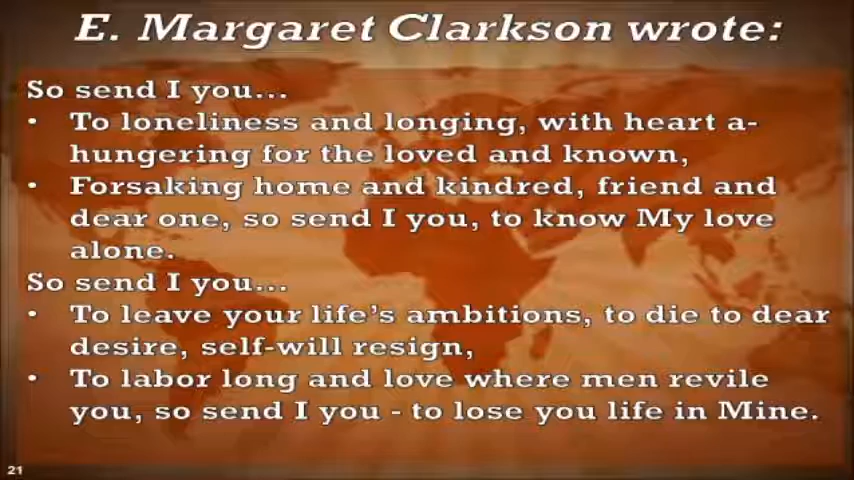 E. Margaret Clarkson wrote:
So send I you...
• To loneliness and longing, with heart a-
hungering for the loved and known,
• Forsaking home and kindred, friend and
dear one, so send I you, to know My love
alone.
So send I you...
• To leave your life's ambitions, to die to dear
desire, self-will resign,
• To labor long and love where men revile
you, so send I you - to lose you life in Mine.
21